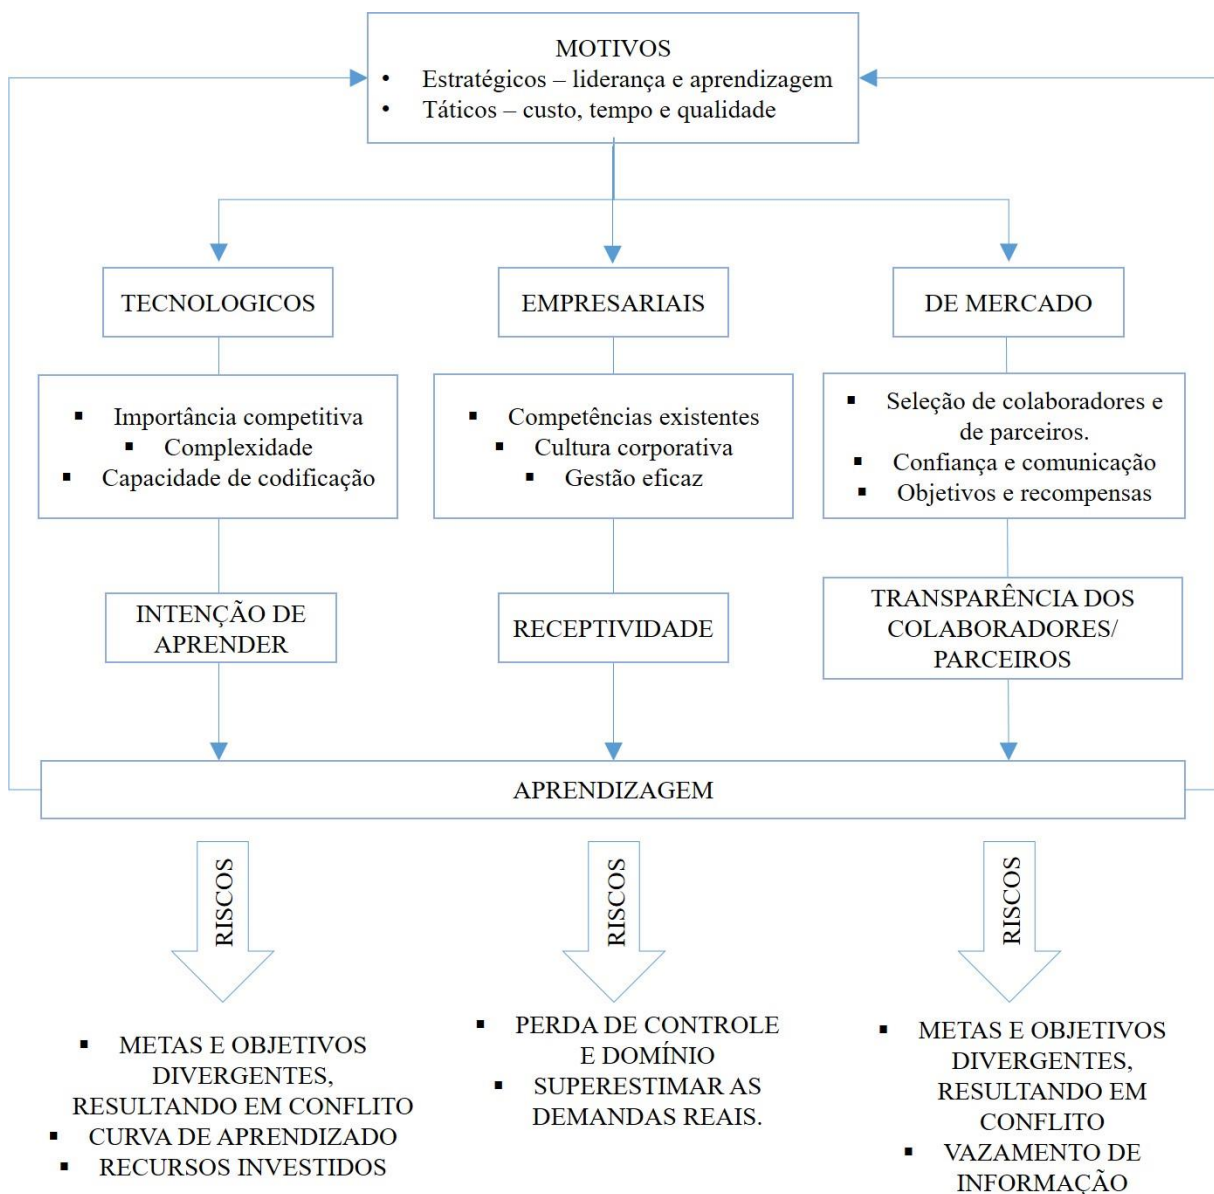 MOTIVOS
• Estratégicos – liderança e aprendizagem
• Táticos – custo, tempo e qualidade
TECNOLOGICOS
EMPRESARIAIS
DE MERCADO
▪ Importância competitiva
▪ Complexidade
▪ Capacidade de codificação
▪ Competências existentes
▪ Cultura corporativa
▪ Gestão eficaz
▪ Seleção de colaboradores e
de parceiros.
▪ Confiança e comunicação
▪ Objetivos e recompensas
INTENÇÃO DE
APRENDER
RECEPTIVIDADE
TRANSPARÊNCIA DOS
COLABORADORES/
PARCEIROS
APRENDIZAGEM
RISCOS
RISCOS
RISCOS
▪ METAS E OBJETIVOS
DIVERGENTES,
RESULTANDO EM CONFLITO
▪ CURVA DE APRENDIZADO
▪ RECURSOS INVESTIDOS
▪ PERDA DE CONTROLE
E DOMÍNIO
▪ SUPERESTIMAR AS
DEMANDAS REAIS.
▪ METAS E OBJETIVOS
DIVERGENTES,
RESULTANDO EM
CONFLITO
▪ VAZAMENTO DE
INFORMAÇÃO